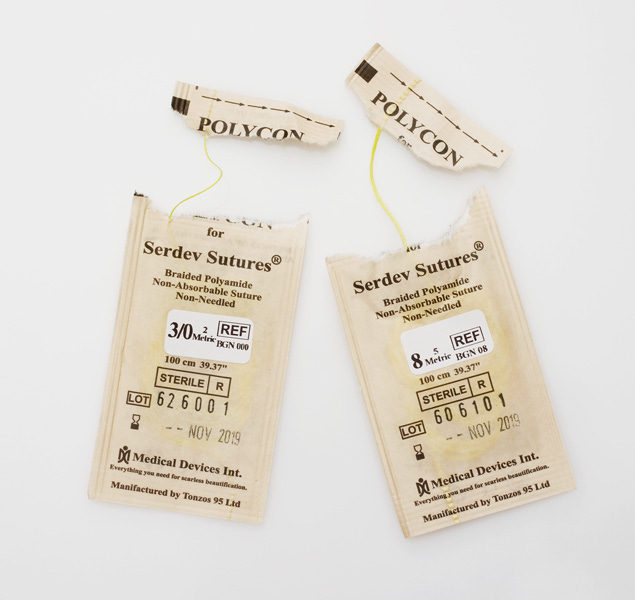 POLYCON
for
Serdev Sutures®
Braided Polyamide
Non-Absorbable Suture
Non-Needled
3/0 2 Metric REF BGN 000
100 cm 39.37"
STERILE R
LOT 626001
-- NOV 2019
Medical Devices Int.
Everything you need for scarless beautification.
Manifactured by Tonzos 95 Ltd
POLYCON
for
for
Serdev Sutures®
Braided Polyamide
Non-Absorbable Suture
Non-Needled
8 5 Metric REF BGN 08
100 cm 39.37"
STERILE R
LOT 606101
-- NOV 2019
Medical Devices Int.
Everything you need for scarless beautification.
Manufactured by Tonzos 95 Ltd